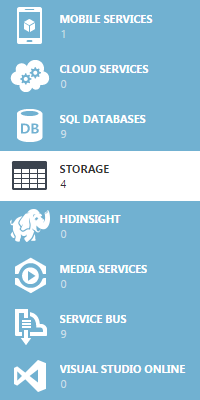 MOBILE SERVICES
1
CLOUD SERVICES
0
DB
SQL DATABASES
9
STORAGE
4
HDINSIGHT
0
MEDIA SERVICES
0
SERVICE BUS
9
VISUAL STUDIO ONLINE
0